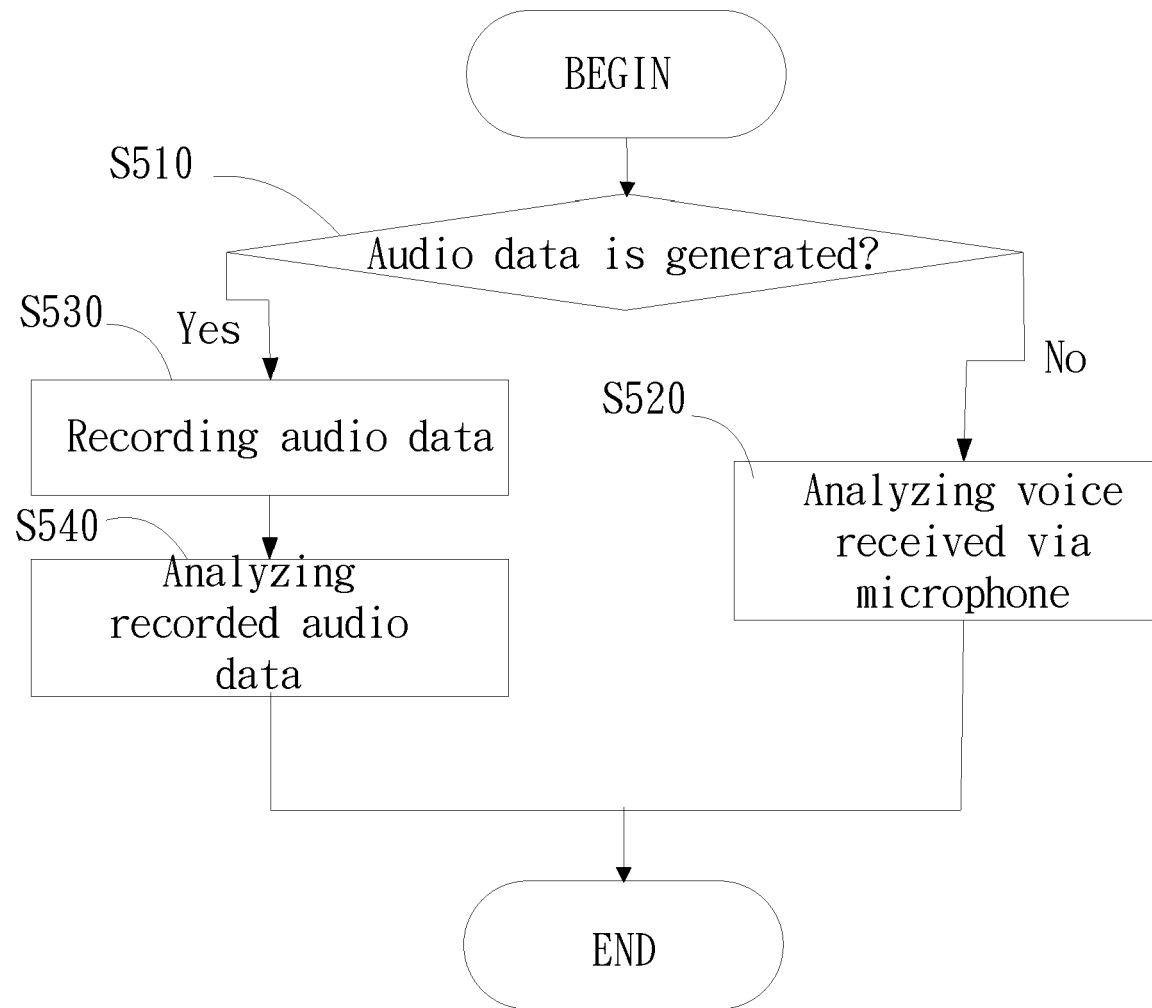 BEGIN
S510
Audio data is generated?
S530
Yes
No
S520
Recording audio data
Analyzing voice
received via
microphone
S540
Analyzing
recorded audio
data
END